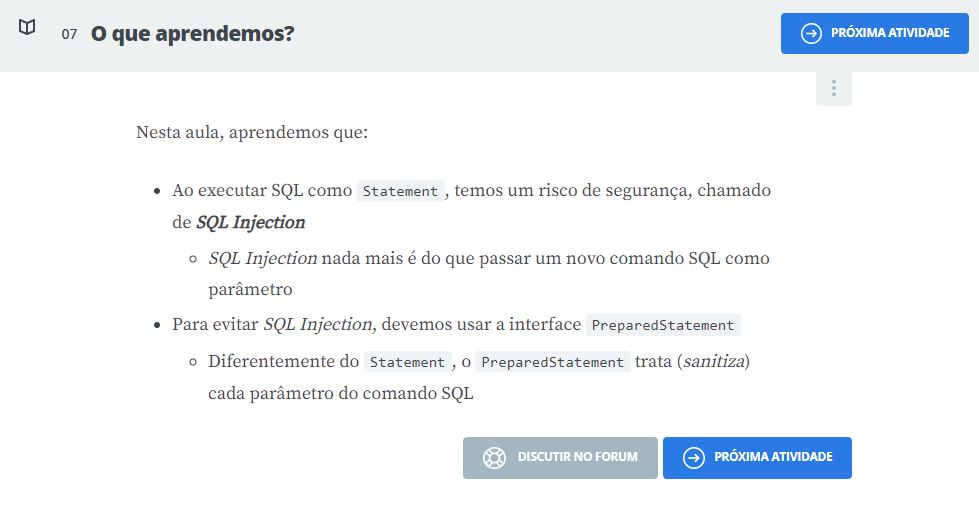 07 O que aprendemos?
PRÓXIMA ATIVIDADE
Nesta aula, aprendemos que:
Ao executar SQL como Statement, temos um risco de segurança, chamado
de SQL Injection
SQL Injection nada mais é do que passar um novo comando SQL como
parâmetro
Para evitar SQL Injection, devemos usar a interface PreparedStatement
Diferentemente do Statement, o PreparedStatement trata (sanitiza)
cada parâmetro do comando SQL
DISCUTIR NO FORUM
PRÓXIMA ATIVIDADE